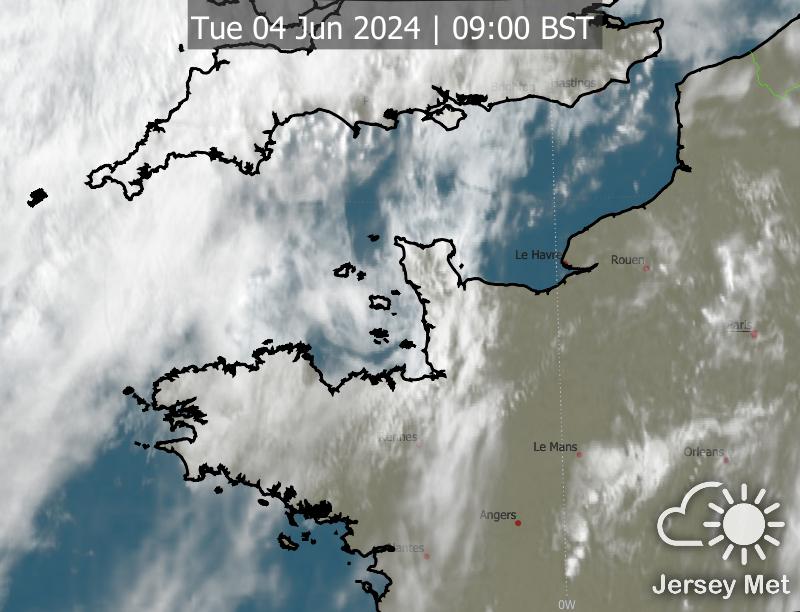 Tue 04 Jun 2024 | 09:00 BST
Hastings
Le Havre
Rouen
Paris
Rennes
Le Mans
Orleans
Angers
Nantes
Jersey Met
0W